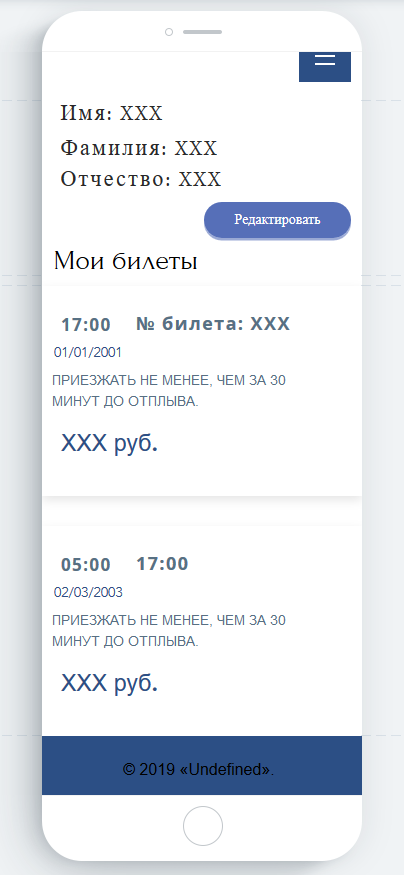 Имя: XXX
Фамилия: XXX
Отчество: XXX
Редактировать
Мои билеты
17:00 № билета: XXX
01/01/2001
ПРИЕЗЖАТЬ НЕ МЕНЕЕ, ЧЕМ ЗА 30
МИНУТ ДО ОТПЛЫВА.
XXX руб.
05:00 17:00
02/03/2003
ПРИЕЗЖАТЬ НЕ МЕНЕЕ, ЧЕМ ЗА 30
МИНУТ ДО ОТПЛЫВА.
XXX руб.
© 2019 «Undefined».